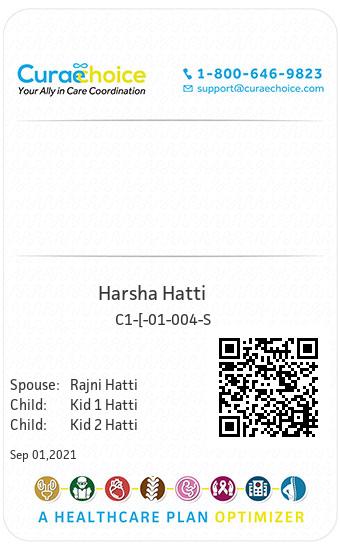 Curaechoice
Your Ally in Care Coordination
1-800-646-9823
support@curaechoice.com
Harsha Hatti
C1-[-01-004-S
Spouse: Rajni Hatti
Child: Kid 1 Hatti
Child: Kid 2 Hatti
Sep 01,2021
A HEALTHCARE PLAN OPTIMIZER